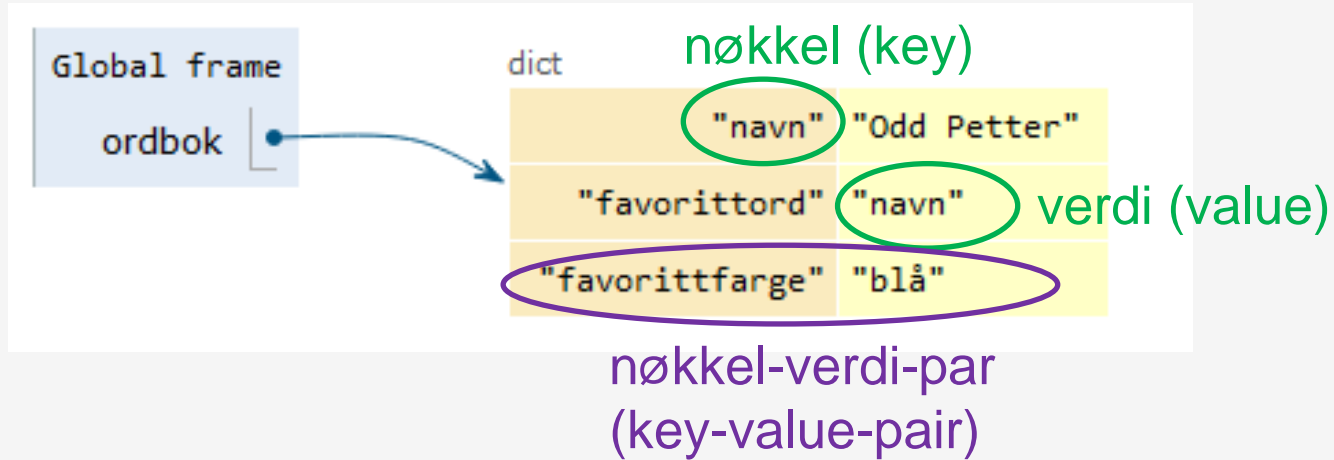 nøkkel (key)
Global frame
dict
ordbok
"navn" "Odd Petter"
"favorittord" "navn" verdi (value)
"favorittfarge" "blå"
nøkkel-verdi-par
(key-value-pair)